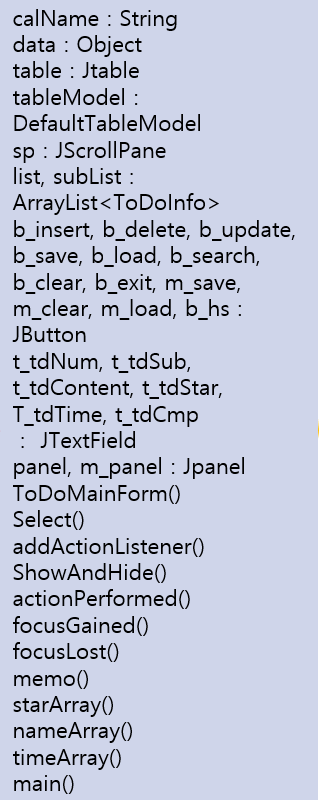 calName : String
data : Object
table : Jtable
tableModel :
DefaultTableModel
sp : JScrollPane
list, subList :
ArrayList<ToDoInfo>
b_insert, b_delete, b_update,
b_save, b_load, b_search,
b_clear, b_exit, m_save,
m_clear, m_load, b_hs :
JButton
t_tdNum, t_tdSub,
t_tdContent, t_tdStar,
T_tdTime, t_tdCmp
: JTextField
panel, m_panel : Jpanel
ToDoMainForm()
Select()
addActionListener()
ShowAndHide()
actionPerformed()
focusGained()
focusLost()
memo()
starArray()
nameArray()
timeArray()
main()